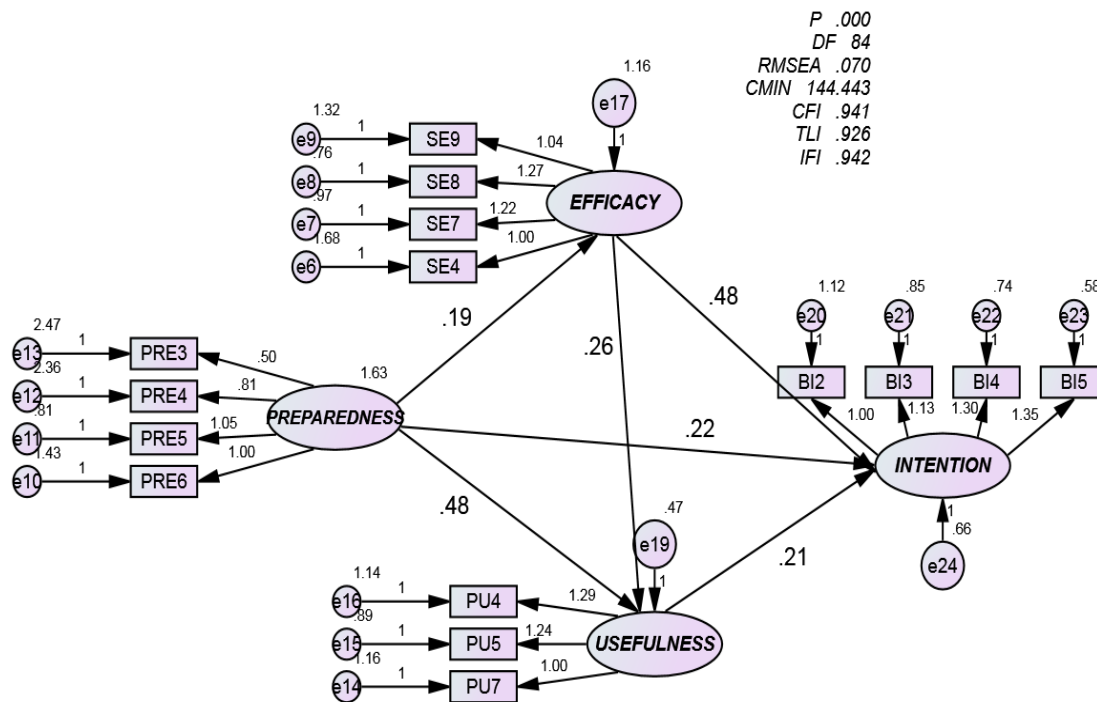 P .000
DF 84
RMSEA .070
CMIN 144.443
CFI .941
TLI .926
IFI .942
1.16
e17
1
1.32
e9
1
SE9
1.04
.76
e8
1
SE8
1.27
.97
e7
1
SE7
1.22
1.68
e6
1
SE4
1.00
EFFICACY
.19
.26
.48
1.12
e20
1
BI2
1.00
.85
e21
1
BI3
1.13
.74
e22
1
BI4
1.30
.58
e23
1
BI5
1.35
2.47
e13
1
PRE3
.50
2.36
e12
1
PRE4
.81
.81
e11
1
PRE5
1.05
1.43
e10
1
PRE6
1.00
1.63
PREPAREDNESS
.22
INTENTION
1
.66
e24
.48
.21
.47
e19
1
1.14
e16
1
PU4
1.29
.89
e15
1
PU5
1.24
1.16
e14
1
PU7
1.00
USEFULNESS